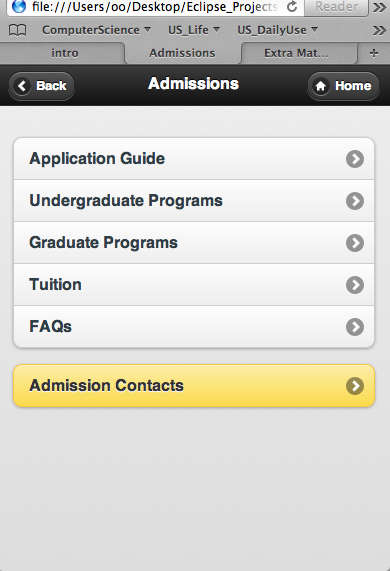 file:///Users/oo/Desktop/Eclipse_Projects
Reader
ComputerScience US_Life US_DailyUse
intro Admissions Extra Mat...
Back Admissions Home
Application Guide
Undergraduate Programs
Graduate Programs
Tuition
FAQs
Admission Contacts